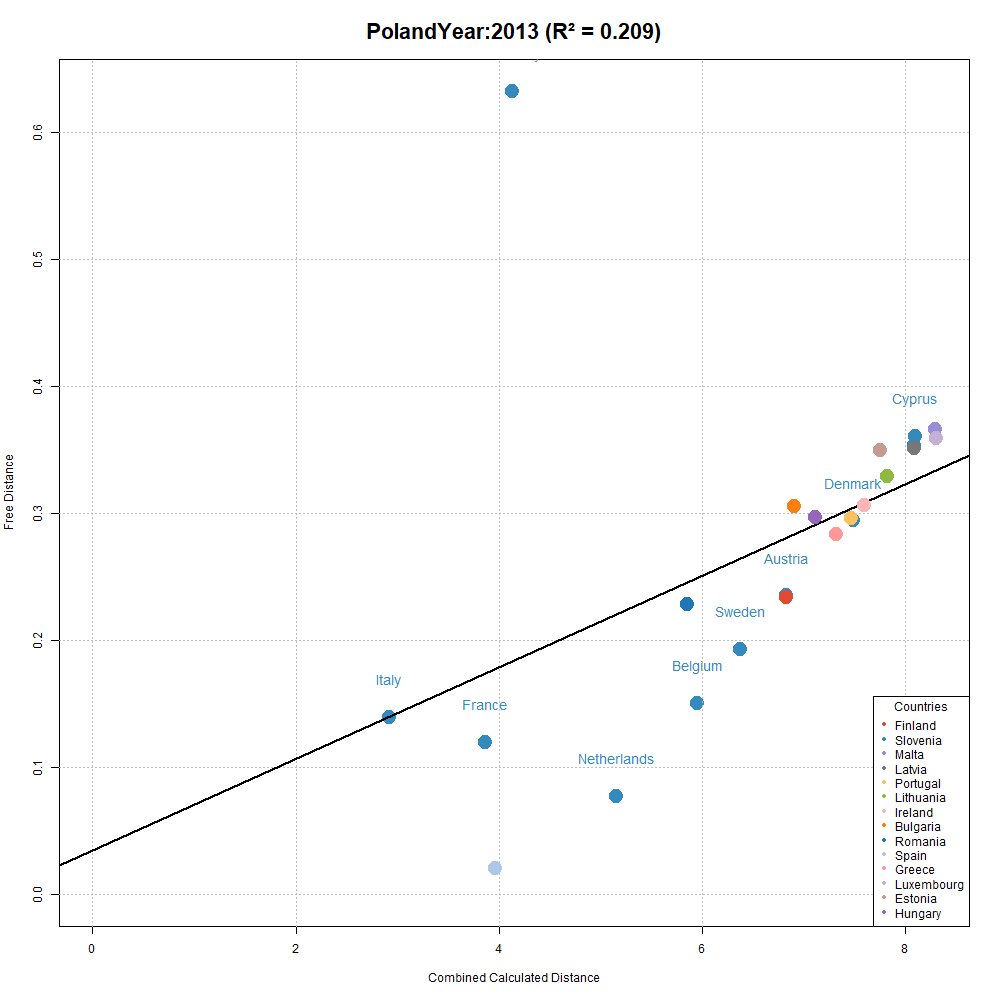 PolandYear:2013 (R² = 0.209)
0.6
0.5
0.4
0.3
0.2
0.1
0.0
Free Distance
Cyprus
Denmark
Austria
Sweden
Belgium
Italy
France
Netherlands
Countries
Finland
Slovenia
Malta
Latvia
Portugal
Lithuania
Ireland
Bulgaria
Romania
Spain
Greece
Luxembourg
Estonia
Hungary
0 2 4 6 8
Combined Calculated Distance